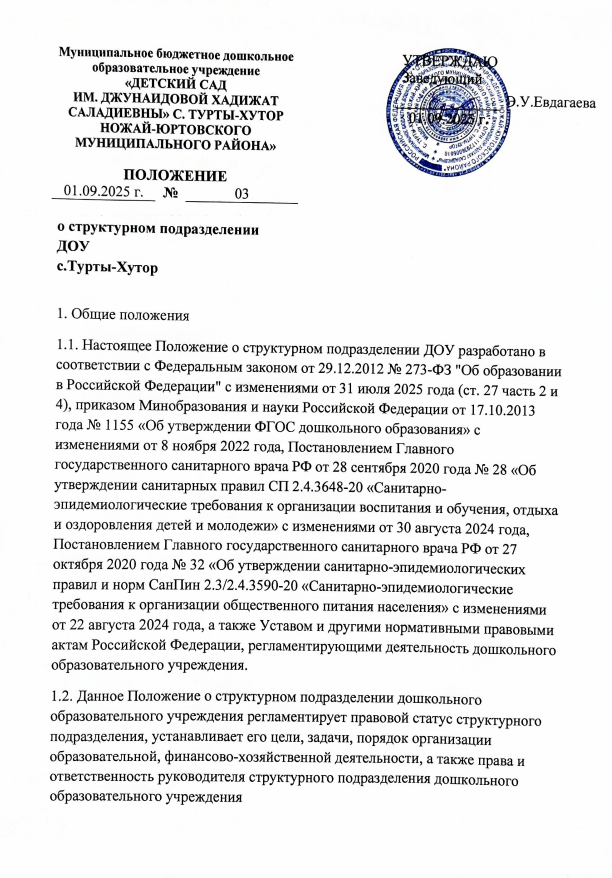 Муниципальное бюджетное дошкольное
образовательное учреждение
«ДЕТСКИЙ САД
ИМ. ДЖУНАИДОВОЙ ХАДИЖАТ
САЛАДИЕВНЫ» С. ТУРТЫ-ХУТОР
НОЖАЙ-ЮРТОВСКОГО
МУНИЦИПАЛЬНОГО РАЙОНА»
УТВЕРЖДАЮ
Заведующий
Э.У.Евдагаева
01.09.2025 г.
ПОЛОЖЕНИЕ
01.09.2025 г. № 03
о структурном подразделении
ДОУ
с.Турты-Хутор
1. Общие положения
1.1. Настоящее Положение о структурном подразделении ДОУ разработано в
соответствии с Федеральным законом от 29.12.2012 № 273-ФЗ "Об образовании
в Российской Федерации" с изменениями от 31 июля 2025 года (ст. 27 часть 2 и
4), приказом Минобразования и науки Российской Федерации от 17.10.2013
года № 1155 «Об утверждении ФГОС дошкольного образования» с
изменениями от 8 ноября 2022 года, Постановлением Главного
государственного санитарного врача РФ от 28 сентября 2020 года № 28 «Об
утверждении санитарных правил СП 2.4.3648-20 «Санитарно-
эпидемиологические требования к организации воспитания и обучения, отдыха
и оздоровления детей и молодежи» с изменениями от 30 августа 2024 года,
Постановлением Главного государственного санитарного врача РФ от 27
октября 2020 года № 32 «Об утверждении санитарно-эпидемиологических
правил и норм СанПин 2.3/2.4.3590-20 «Санитарно-эпидемиологические
требования к организации общественного питания населения» с изменениями
от 22 августа 2024 года, а также Уставом и другими нормативными правовыми
актам Российской Федерации, регламентирующими деятельность дошкольного
образовательного учреждения.
1.2. Данное Положение о структурном подразделении дошкольного
образовательного учреждения регламентирует правовой статус структурного
подразделения, устанавливает его цели, задачи, порядок организации
образовательной, финансово-хозяйственной деятельности, а также права и
ответственность руководителя структурного подразделения дошкольного
образовательного учреждения